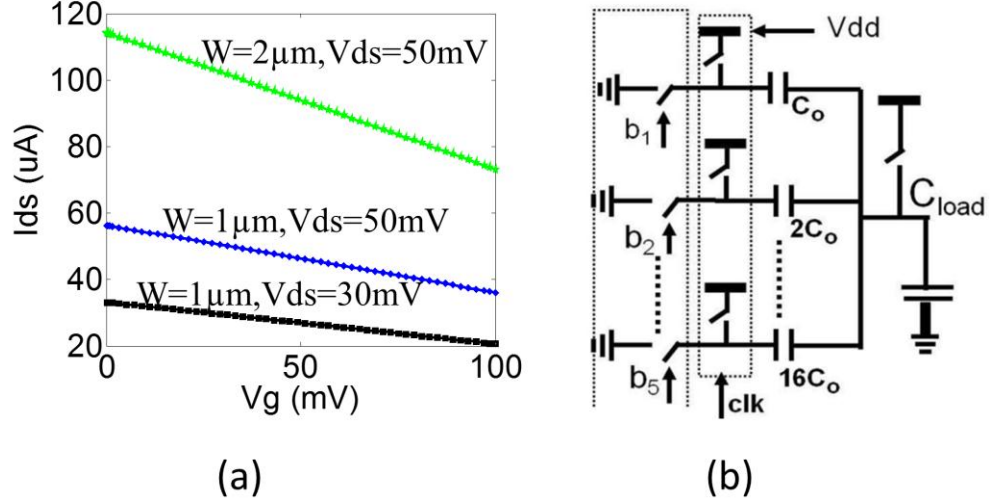 120
100
80
60
40
20
Ids (uA)
W=2µm,Vds=50mV
W=1µm,Vds=50mV
W=1µm,Vds=30mV
0
50
100
Vg (mV)
(a)
Vdd
Co
b1
2Co
b2
Cload
16Co
b5
clk
(b)